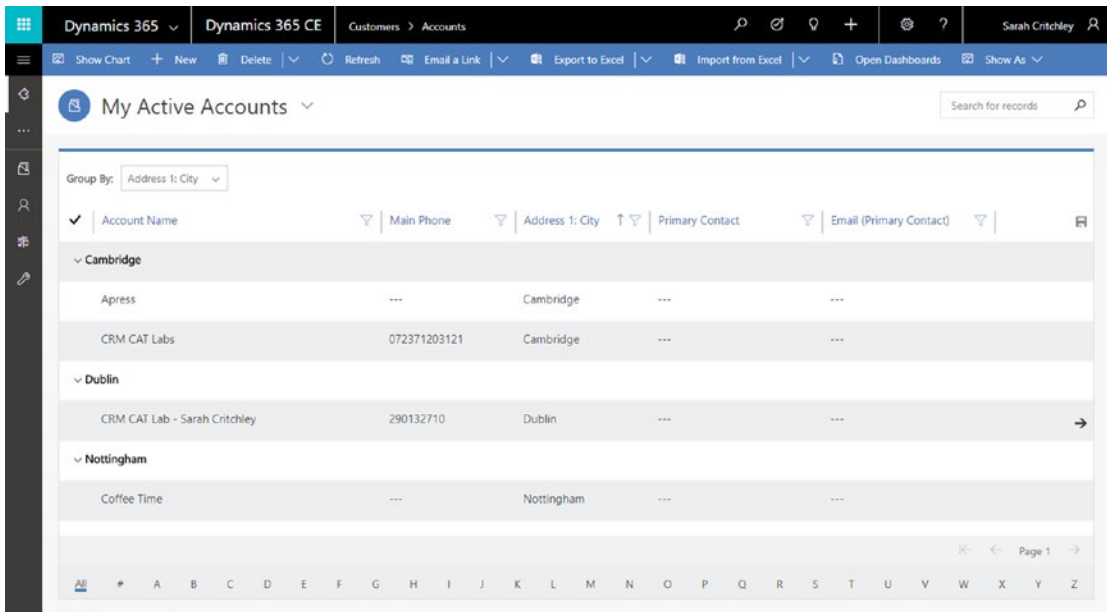 Dynamics 365 Dynamics 365 CE Customers > Accounts + ? Sarah Critchley
Show Chart + New Delete Refresh Email a Link Export to Excel Import from Excel Open Dashboards Show As
My Active Accounts Search for records
...
Group By: Address 1: City
Account Name Main Phone Address 1: City ↑ Primary Contact Email (Primary Contact)
Cambridge
Apress --- Cambridge --- ---
CRM CAT Labs 072371203121 Cambridge --- ---
Dublin
CRM CAT Lab - Sarah Critchley 290132710 Dublin --- ---
Nottingham
Coffee Time --- Nottingham --- ---
Page 1
All # A B C D E F G H I J K L M N O P Q R S T U V W X Y Z